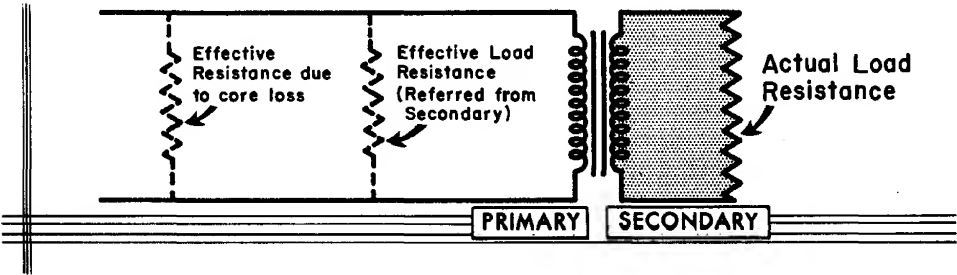 Effective
Resistance due
to core loss
Effective Load
Resistance
(Referred from
Secondary)
Actual Load
Resistance
PRIMARY
SECONDARY